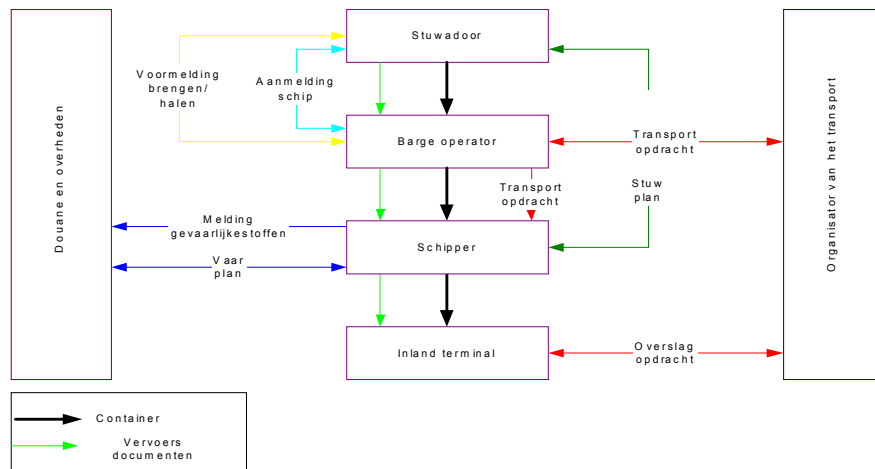 Stuwadoor
Voormelding
brengen/
halen
Aanmelding
schip
Barge operator
Transport
opdracht
Transport
opdracht
Stuw
plan
Melding
gevaarlijkestoffen
Schipper
Vaar
plan
Inland terminal
Overslag
opdracht
Douane en overheden
Organisator van het transport
Container
Vervoers
documenten